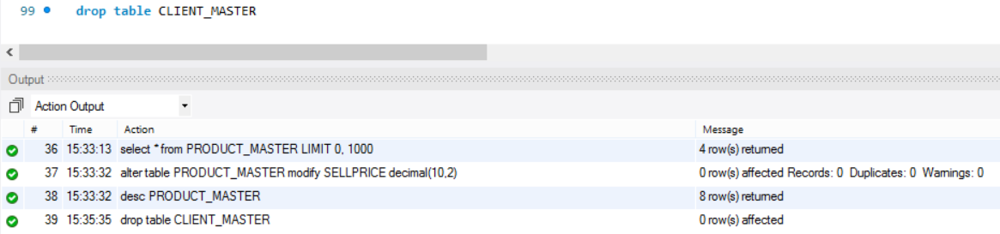 99 drop table CLIENT_MASTER
Output
Action Output
# Time Action Message
36 15:33:13 select * from PRODUCT_MASTER LIMIT 0, 1000 4 row(s) returned
37 15:33:32 alter table PRODUCT_MASTER modify SELLPRICE decimal(10,2) 0 row(s) affected Records: 0 Duplicates: 0 Warnings: 0
38 15:33:32 desc PRODUCT_MASTER 8 row(s) returned
39 15:35:35 drop table CLIENT_MASTER 0 row(s) affected